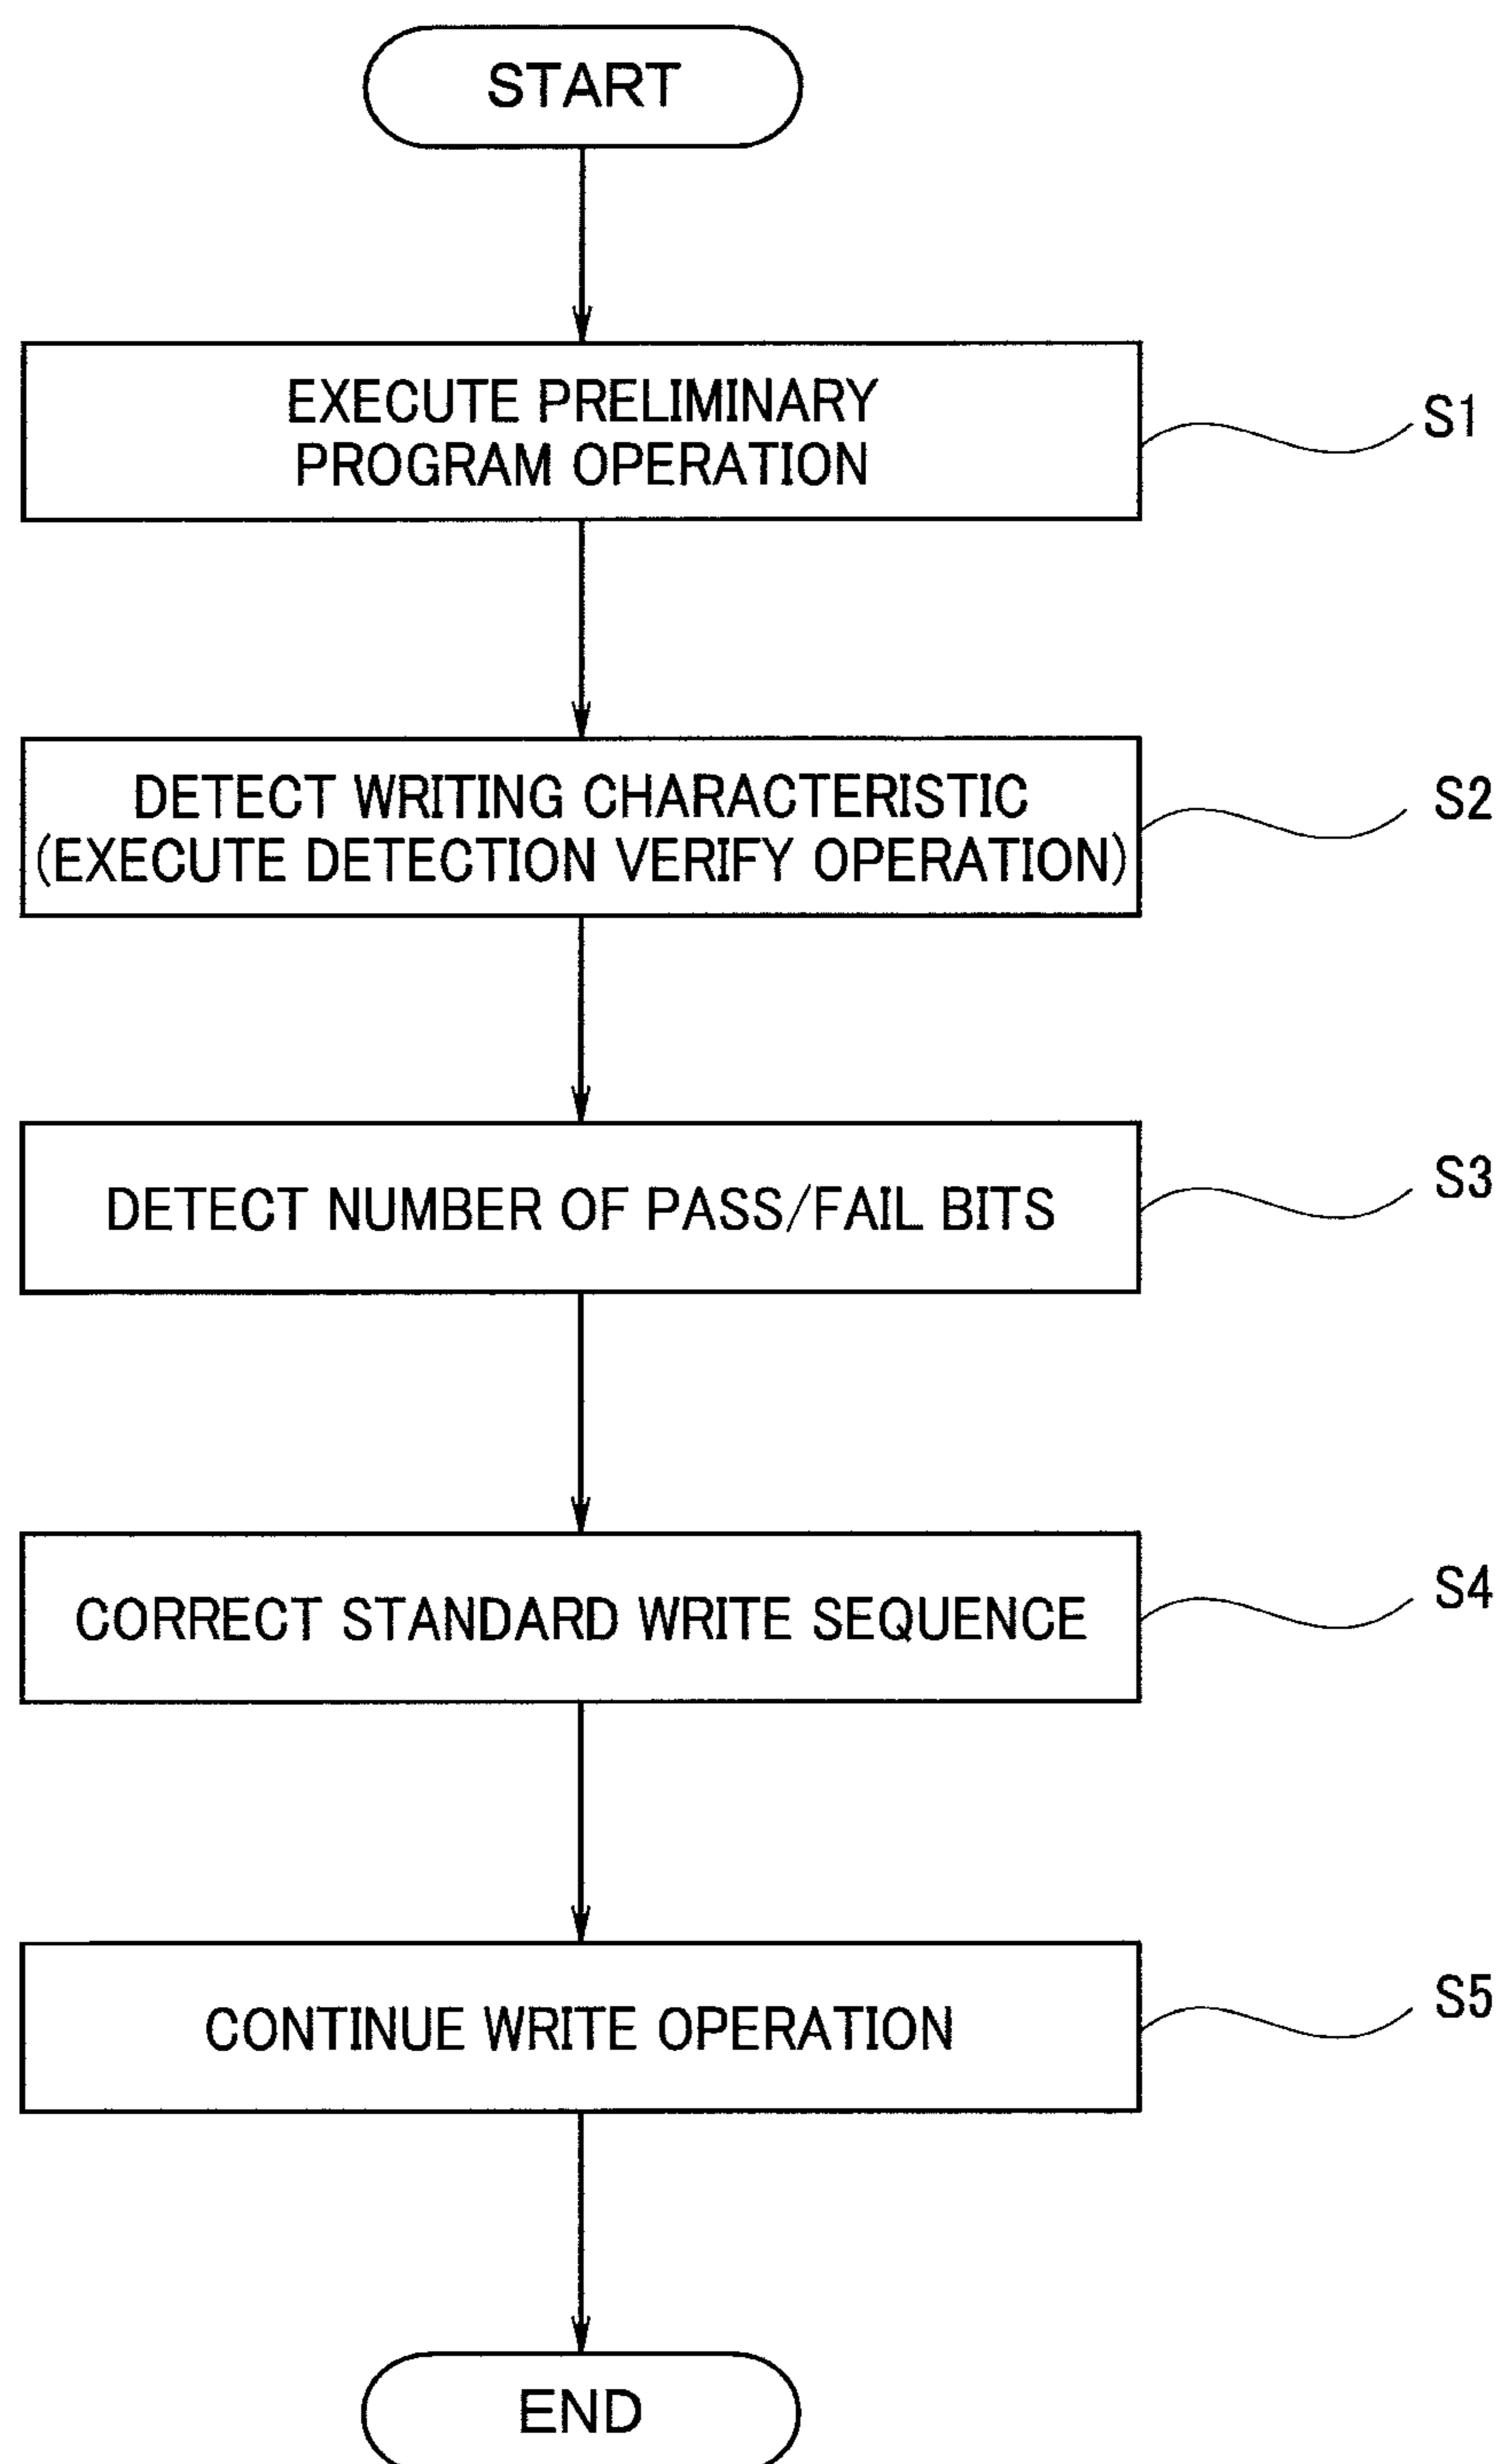 START
EXECUTE PRELIMINARY
PROGRAM OPERATION
S1
DETECT WRITING CHARACTERISTIC
(EXECUTE DETECTION VERIFY OPERATION)
S2
DETECT NUMBER OF PASS/FAIL BITS
S3
CORRECT STANDARD WRITE SEQUENCE
S4
CONTINUE WRITE OPERATION
S5
END